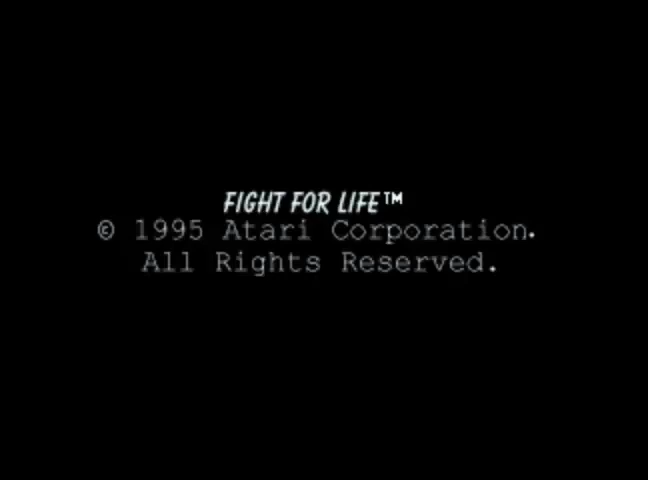 FIGHT FOR LIFE™
© 1995 Atari Corporation.
All Rights Reserved.